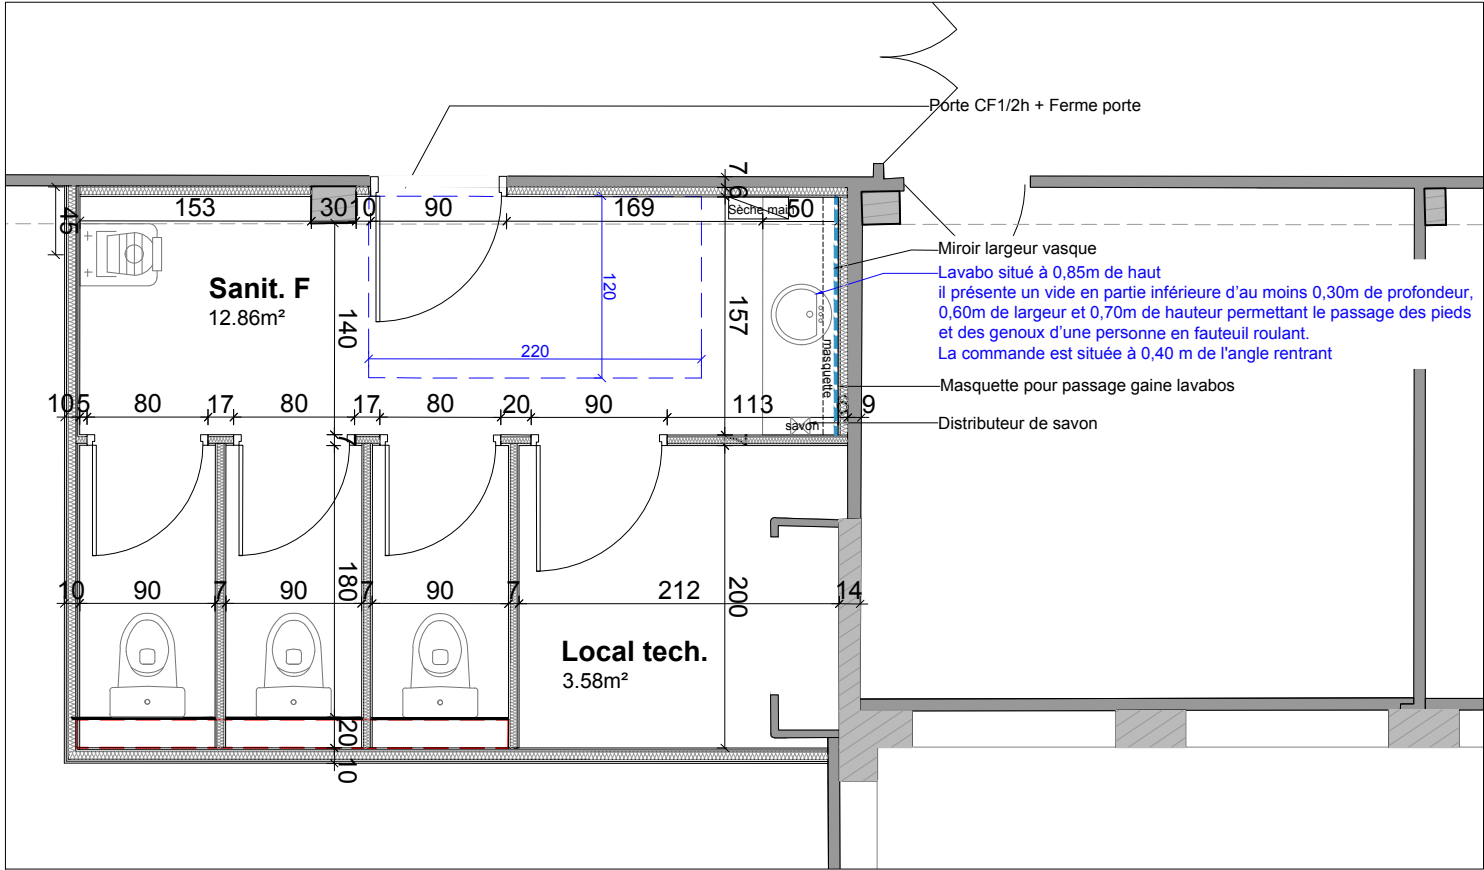 Porte CF1/2h + Ferme porte
7
6
45
153
30
10
90
169
Sèche main
50
Sanit. F
12.86m²
140
120
157
220
Miroir largeur vasque
Lavabo situé à 0,85m de haut
il présente un vide en partie inférieure d'au moins 0,30m de profondeur,
0,60m de largeur et 0,70m de hauteur permettant le passage des pieds
et des genoux d'une personne en fauteuil roulant.
La commande est située à 0,40 m de l'angle rentrant
masquette
Masquette pour passage gaine lavabos
10
5
80
17
80
17
80
20
90
113
9
savon
Distributeur de savon
7
10
90
7
90
180
7
90
7
212
200
14
Local tech.
3.58m²
20
10